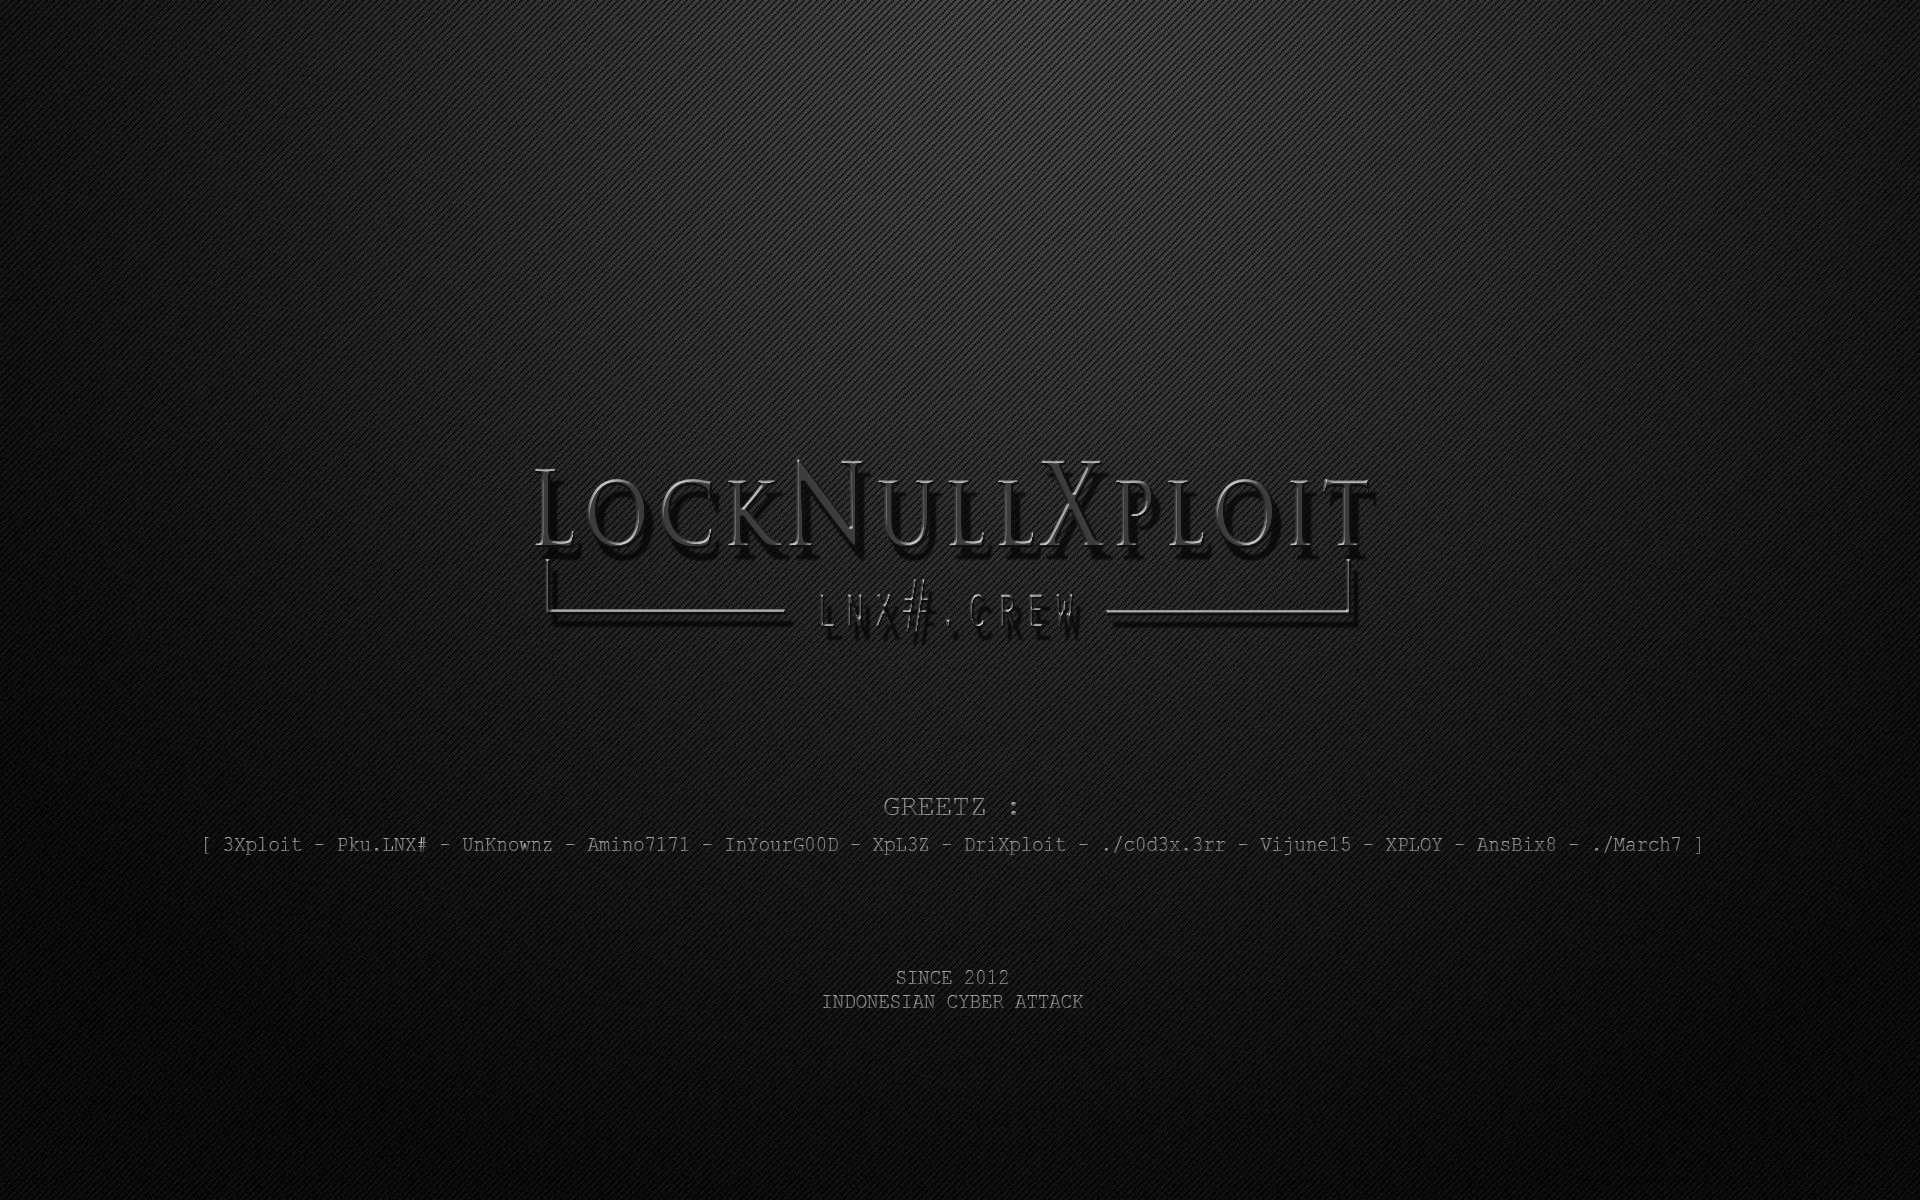 LOCKNULLXPLOIT
LNX#.CREW
GREETZ :
[ 3Xploit - Pku.LNX# - UnKnownz - Amino7171 - InYourG00D - XpL3Z - DriXploit - ./c0d3x.3rr - Vijune15 - XPLOY - AnsBix8 - ./March7 ]
SINCE 2012
INDONESIAN CYBER ATTACK